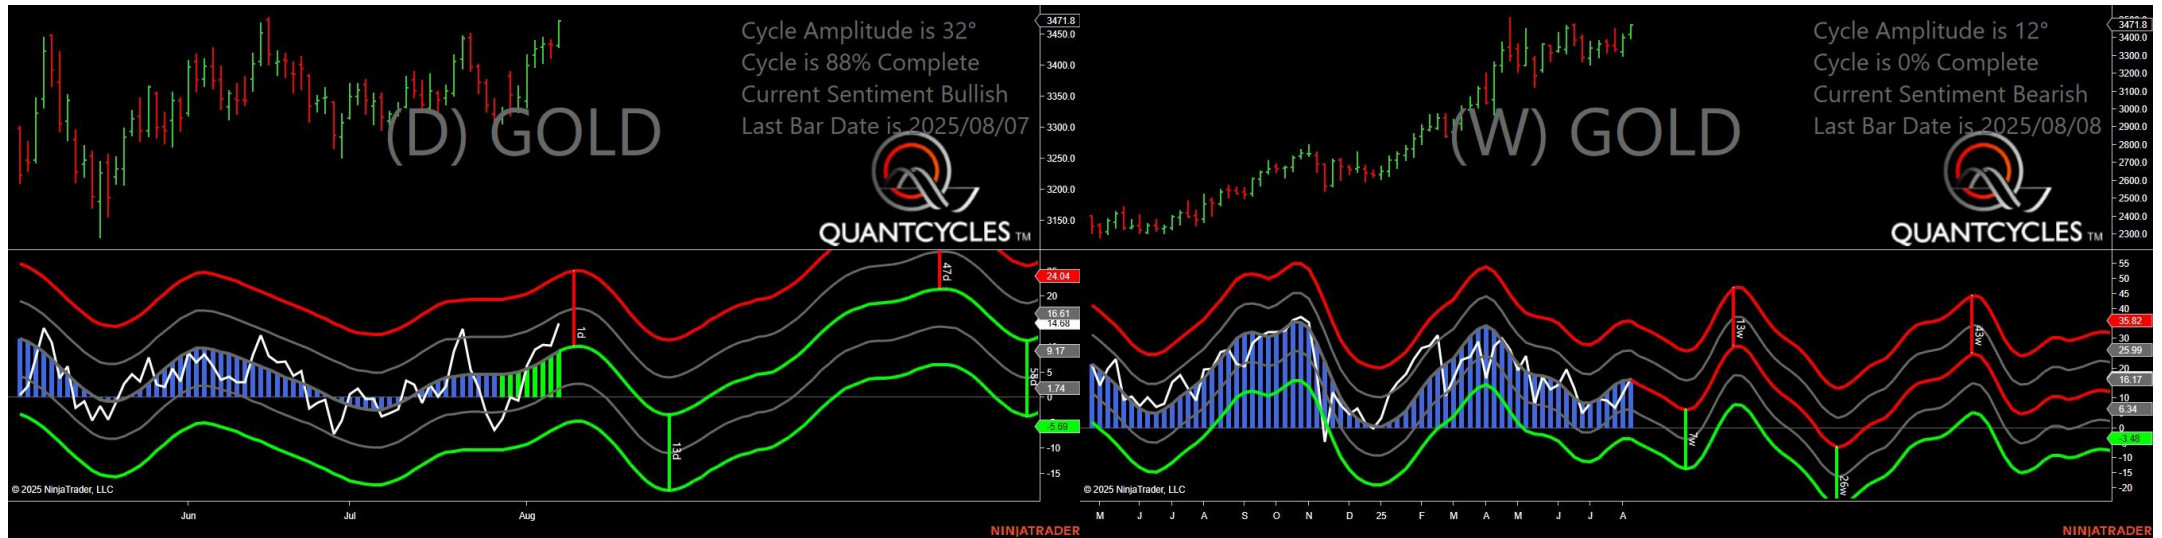 Cycle Amplitude is 32°
Cycle is 88% Complete
Current Sentiment Bullish
Last Bar Date is 2025/08/07
(D) GOLD
QUANTCYCLES TM
3471.8
3450.0
3400.0
3350.0
3300.0
3250.0
3200.0
3150.0
1d
13d
47d
58d
24.04
20
16.61
14.68
9.17
5
1.74
0
-5.69
-10
-15
© 2025 NinjaTrader, LLC
Jun
Jul
Aug
NINJATRADER
Cycle Amplitude is 12°
Cycle is 0% Complete
Current Sentiment Bearish
Last Bar Date is 2025/08/08
(W) GOLD
QUANTCYCLES TM
3471.8
3400.0
3300.0
3200.0
3100.0
3000.0
2900.0
2800.0
2700.0
2600.0
2500.0
2400.0
2300.0
7w
13w
26w
43w
55
50
45
40
35.82
30
25.99
20
16.17
10
6.34
0
-3.48
-10
-15
-20
© 2025 NinjaTrader, LLC
M J J A S O N D 25 F M A M J J A
NINJATRADER